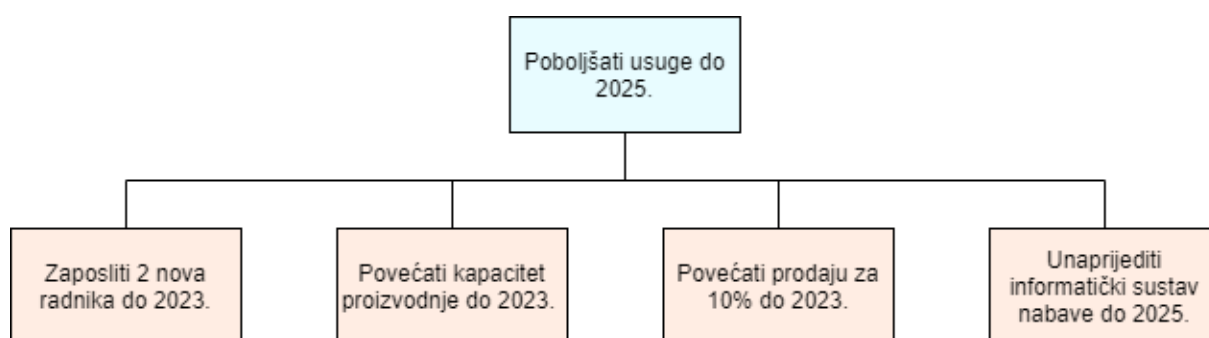 Poboljšati usuge do
2025.
Zaposliti 2 nova
radnika do 2023.
Povećati kapacitet
proizvodnje do 2023.
Povećati prodaju za
10% do 2023.
Unaprijediti
informatički sustav
nabave do 2025.